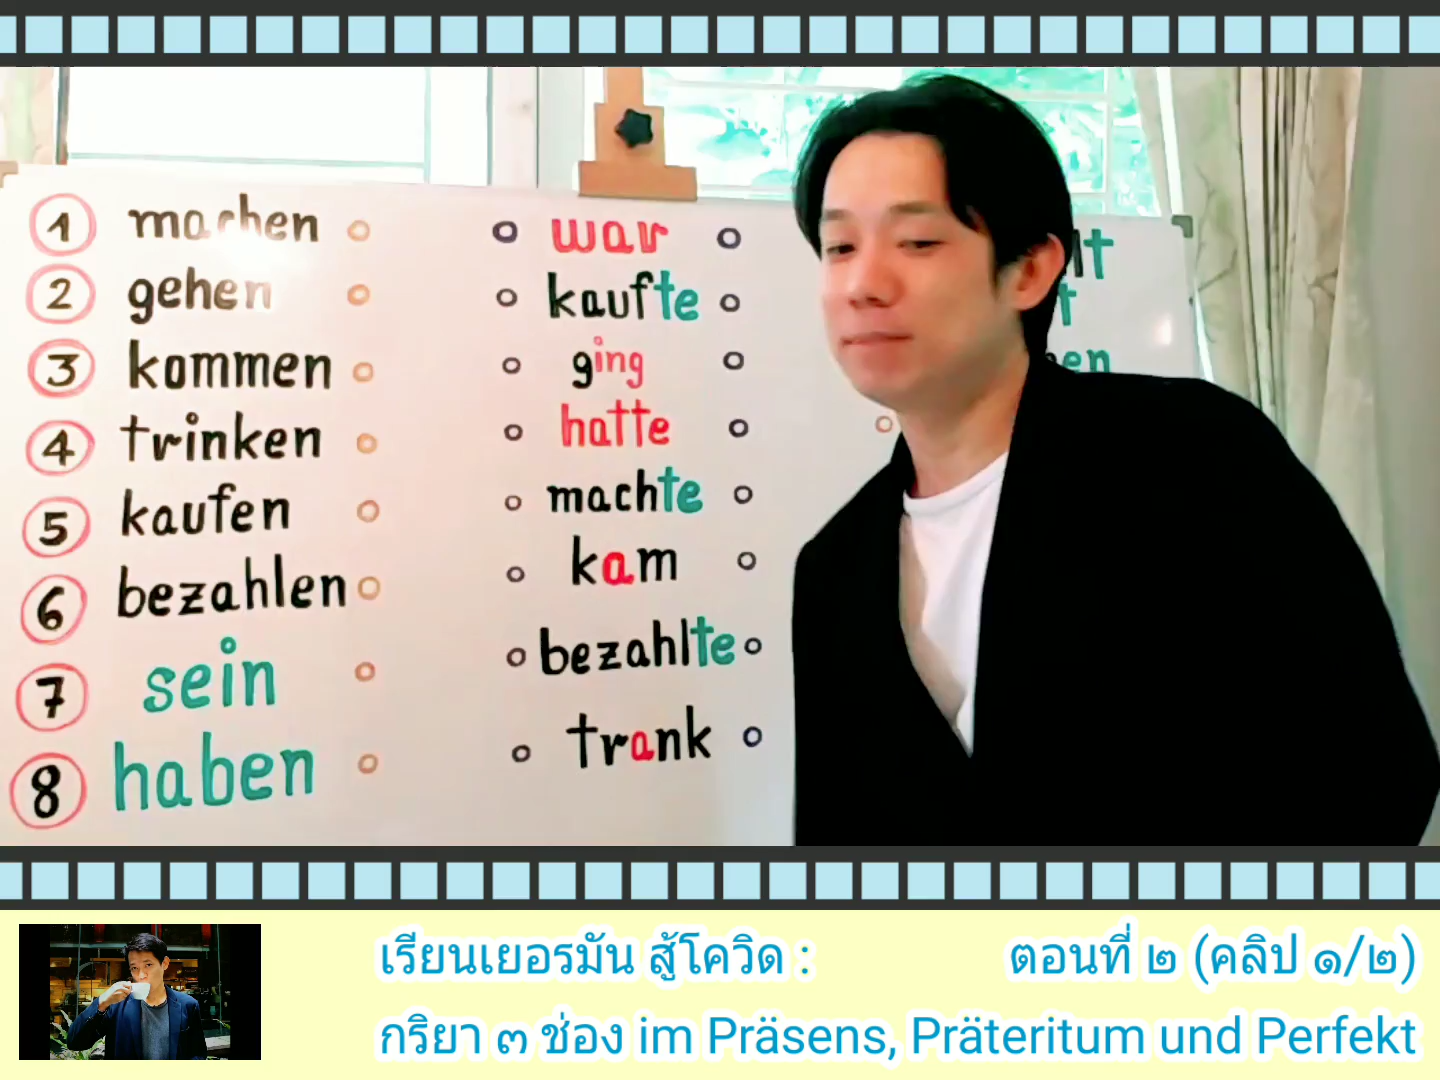 1 machen
2 gehen
3 kommen
4 trinken
5 kaufen
6 bezahlen
7 sein
8 haben
war
kaufte
ging
hatte
machte
kam
bezahlte
trank
เรียนเยอรมัน สู้โควิด : ตอนที่ ๒ (คลิป ๑/๒)
กริยา ๓ ช่อง im Präsens, Präteritum und Perfekt